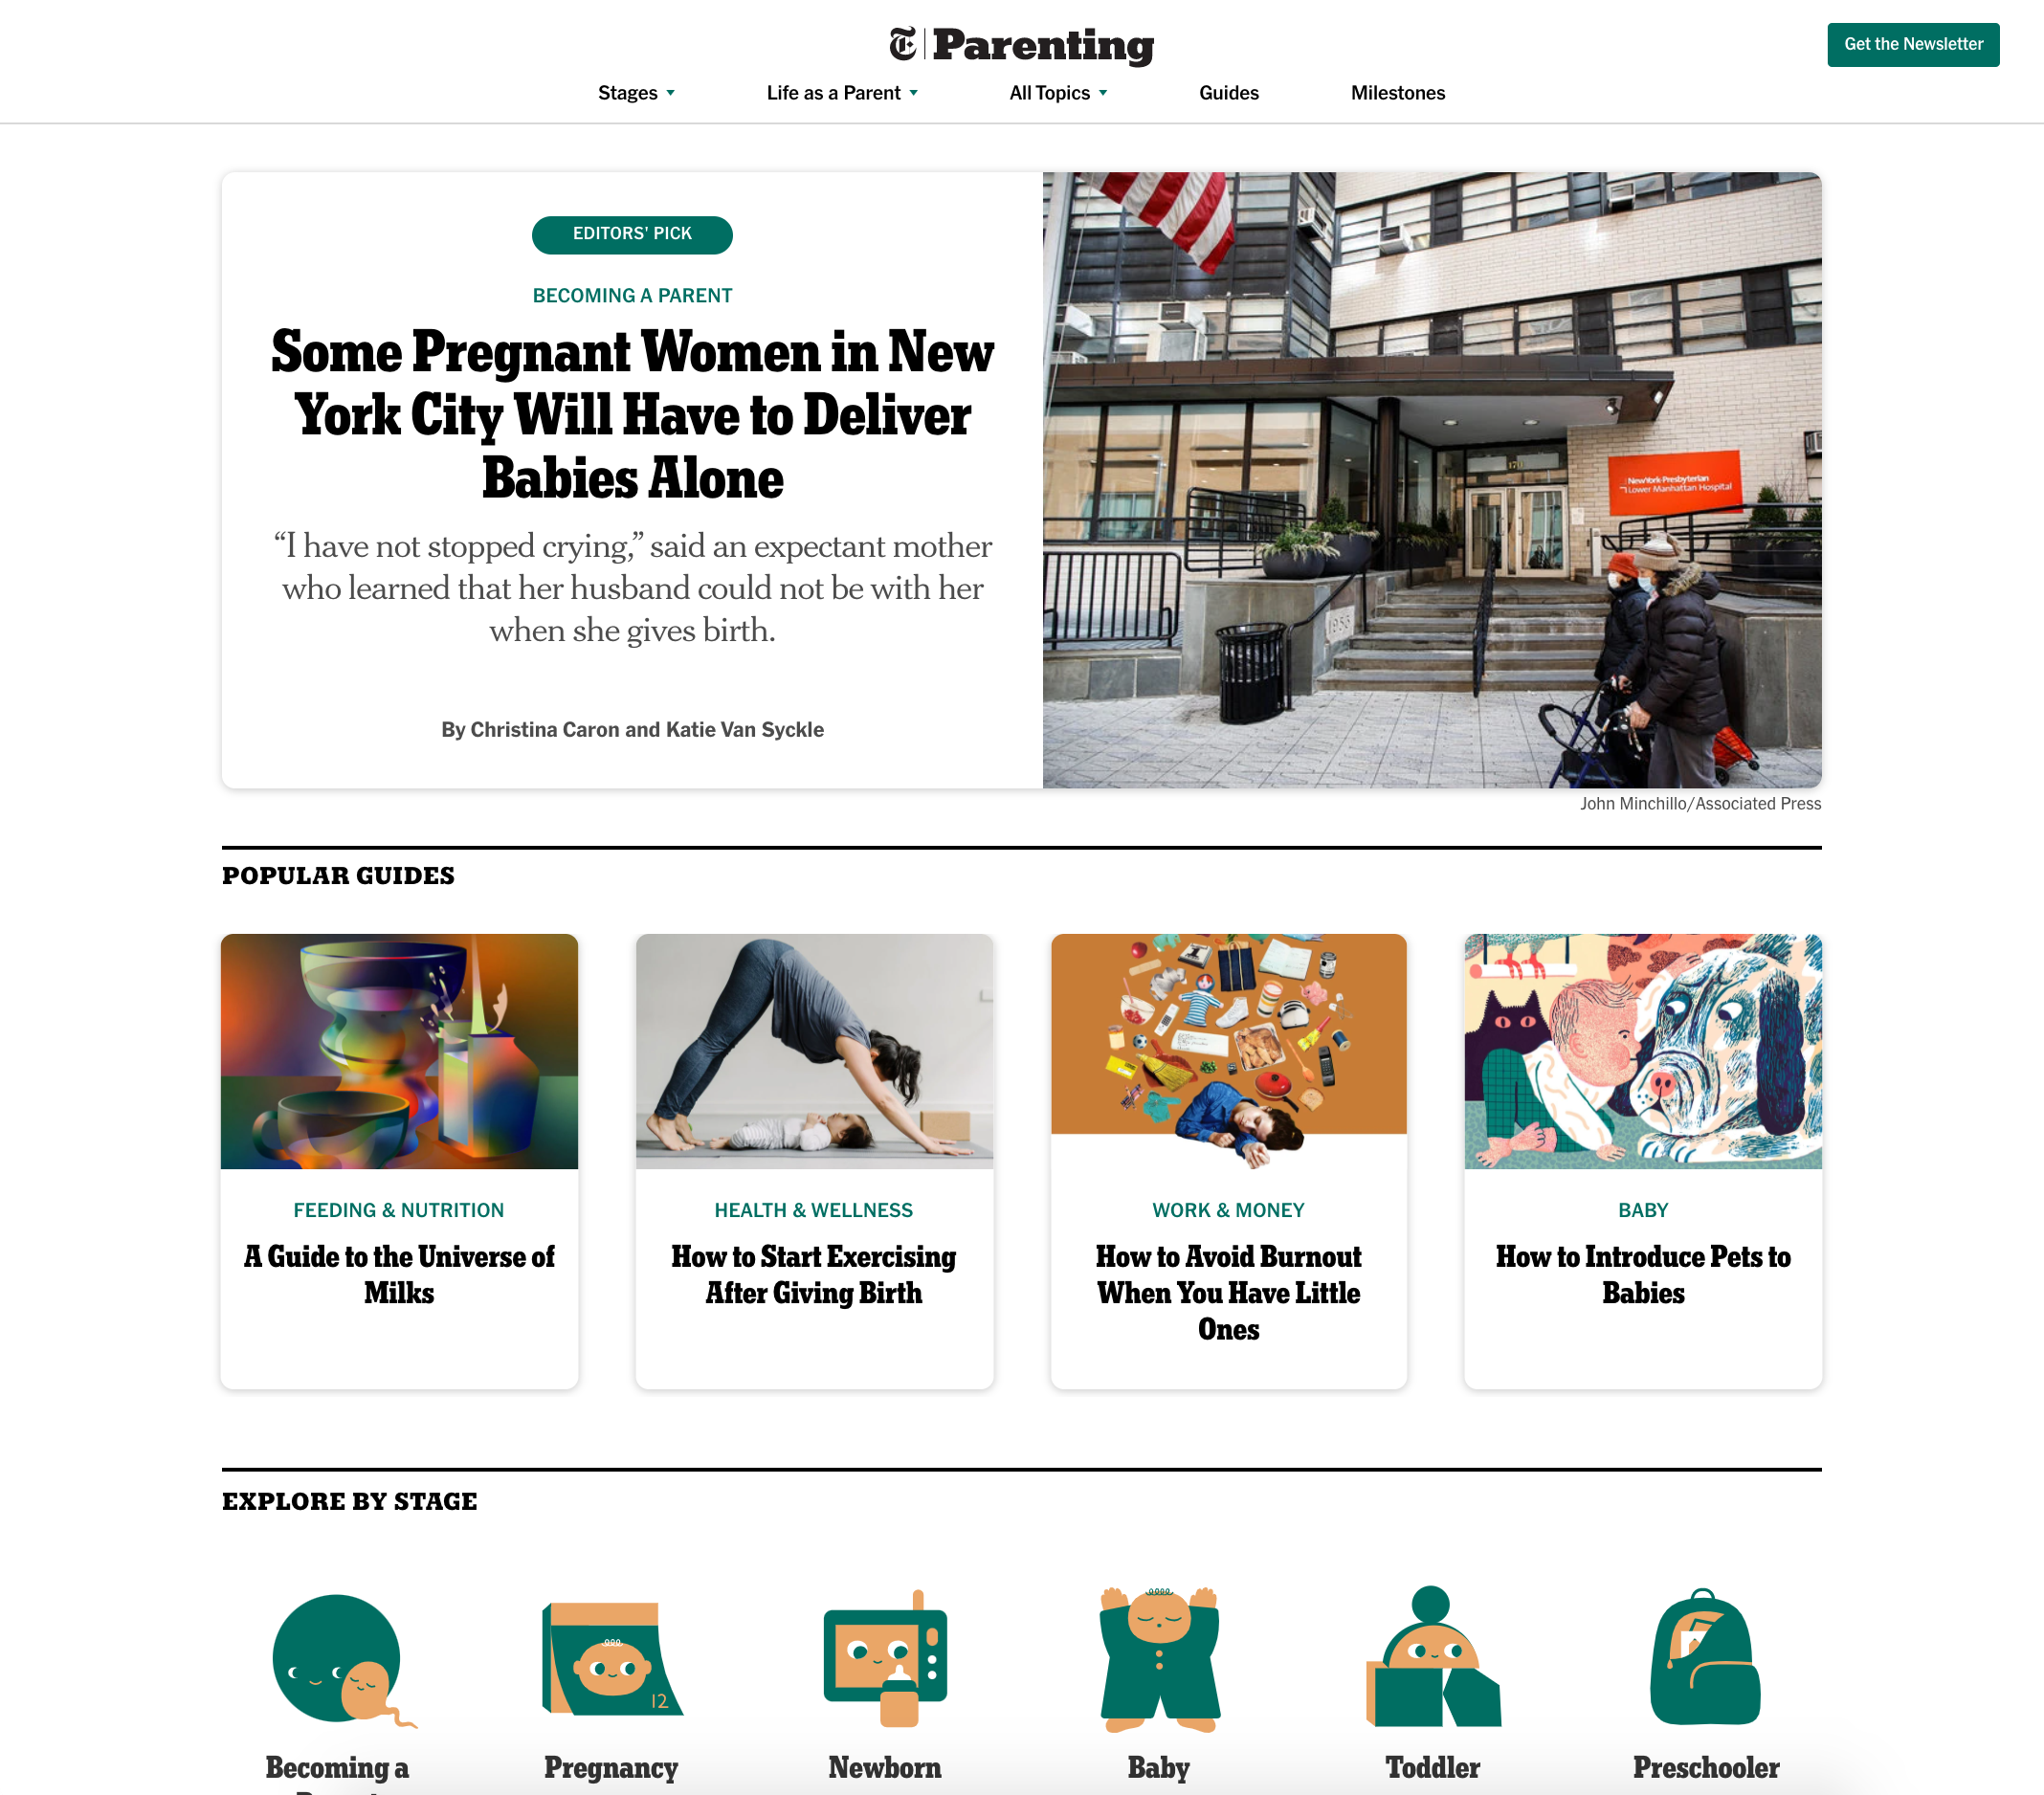 T Parenting
Get the Newsletter
Stages
Life as a Parent
All Topics
Guides
Milestones
EDITORS' PICK
BECOMING A PARENT
Some Pregnant Women in New
York City Will Have to Deliver
Babies Alone
“I have not stopped crying,” said an expectant mother
who learned that her husband could not be with her
when she gives birth.
By Christina Caron and Katie Van Syckle
170
NewYork-Presbyterian
Lower Manhattan Hospital
1953
John Minchillo/Associated Press
POPULAR GUIDES
FEEDING & NUTRITION
A Guide to the Universe of
Milks
HEALTH & WELLNESS
How to Start Exercising
After Giving Birth
WORK & MONEY
How to Avoid Burnout
When You Have Little
Ones
BABY
How to Introduce Pets to
Babies
EXPLORE BY STAGE
12
Becoming a
Pregnancy
Newborn
Baby
Toddler
Preschooler